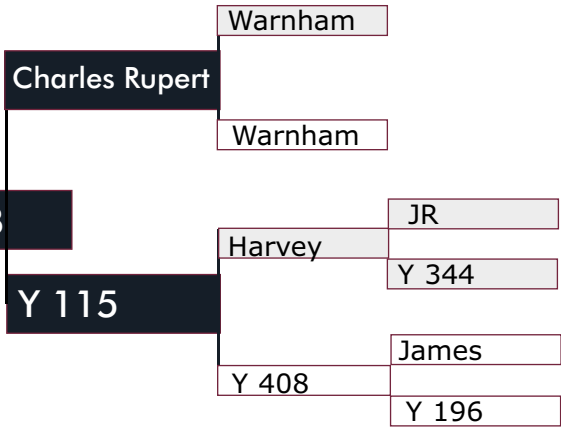 Warnham
Charles Rupert
Warnham
JR
Harvey
Y 344
Y 115
James
Y 408
Y 196